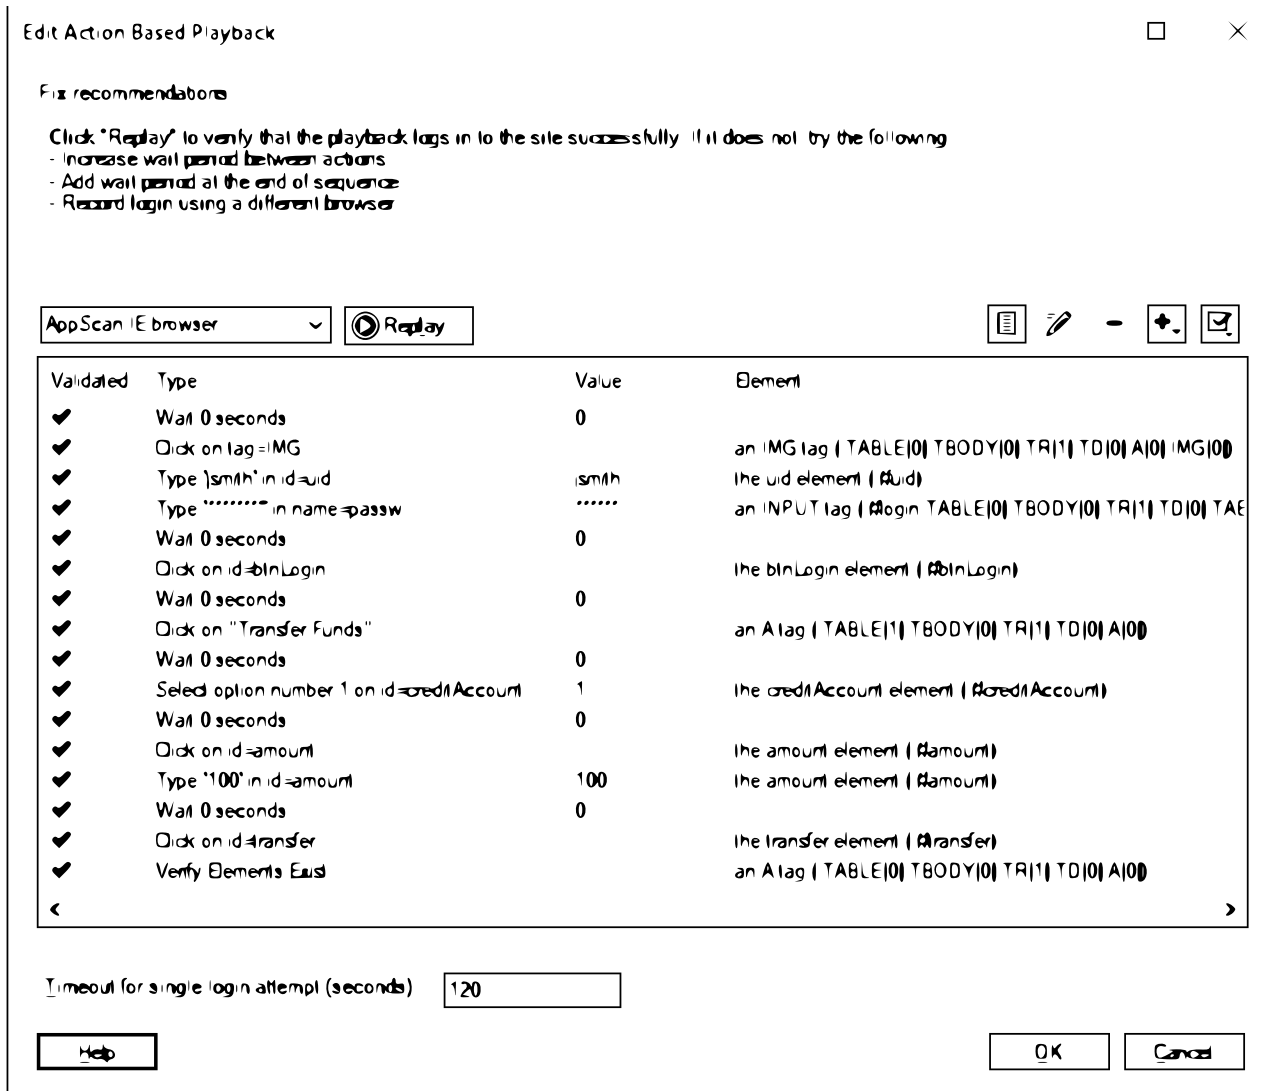 Edit Action Based Playback
Fix recommendations
Click "Replay" to verify that the playback logs in to the site successfully If it does not try the following
- Increase wait period between actions
- Add wait period at the end of sequence
- Record login using a different browser
AppScan IE browser Replay
Validated Type Value Element
Wait 0 seconds 0
Click on tag=IMG an IMG tag ( TABLE[0] TBODY[0] TR[1] TD[0] A[0] IMG[0])
Type 'jsmith' in id=uid jsmith the uid element ( #uid)
Type '********' in name=passw ****** an INPUT tag ( #login TABLE[0] TBODY[0] TR[1] TD[0] TAE
Wait 0 seconds 0
Click on id=btnLogin the btnLogin element ( #btnLogin)
Wait 0 seconds 0
Click on "Transfer Funds" an A tag ( TABLE[1] TBODY[0] TR[1] TD[0] A[0])
Wait 0 seconds 0
Select option number 1 on id=creditAccount 1 the creditAccount element ( #creditAccount)
Wait 0 seconds 0
Click on id=amount the amount element ( #amount)
Type '100' in id=amount 100 the amount element ( #amount)
Wait 0 seconds 0
Click on id=transfer the transfer element ( #transfer)
Verify Elements Exist an A tag ( TABLE[0] TBODY[0] TR[1] TD[0] A[0])
Timeout for single login attempt (seconds) 120
Help OK Cancel